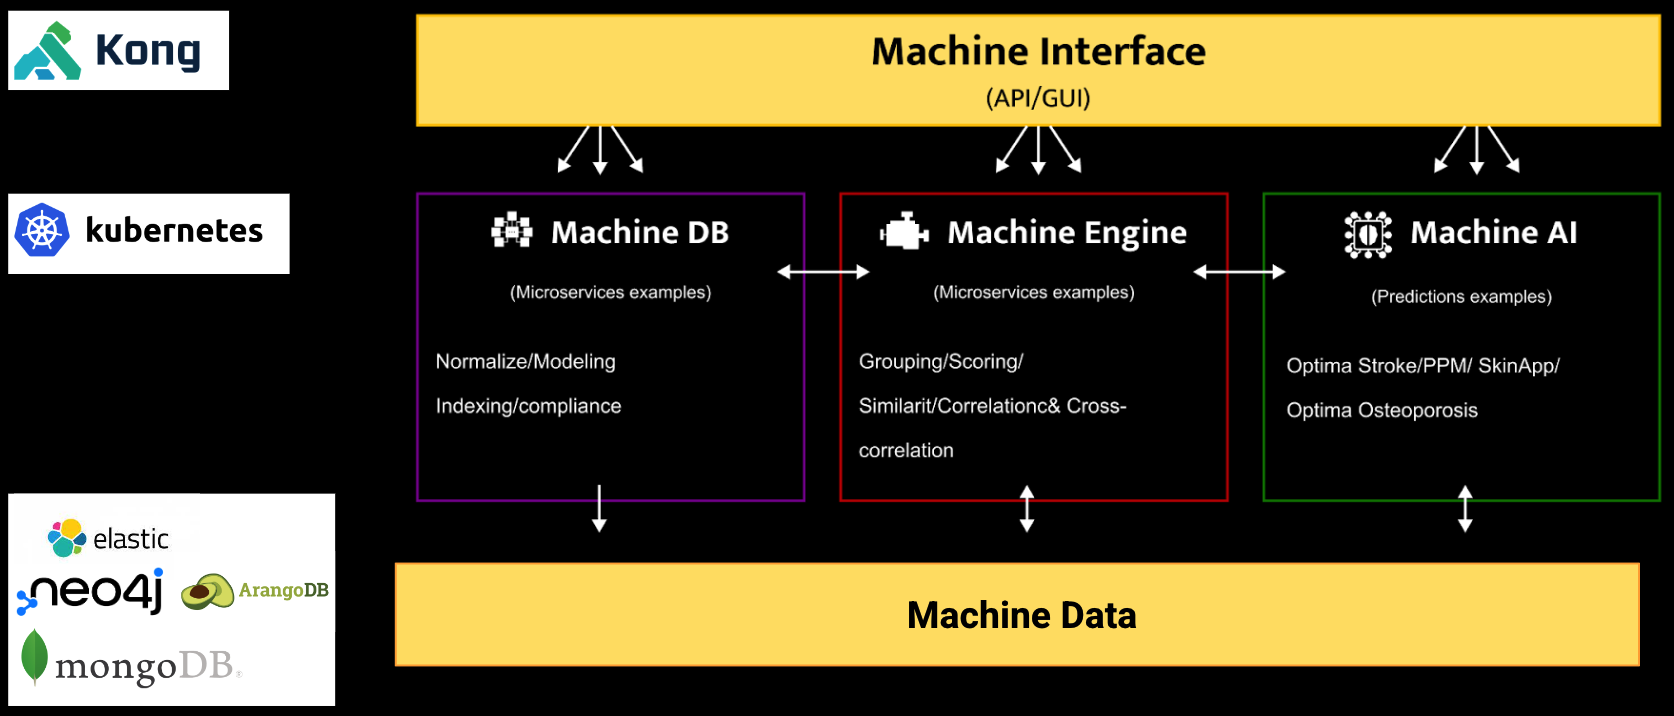 Kong
Machine Interface
(API/GUI)
kubernetes
Machine DB
(Microservices examples)
Normalize/Modeling
Indexing/compliance
Machine Engine
(Microservices examples)
Grouping/Scoring/
Similarit/Correlationc& Cross-
correlation
Machine AI
(Predictions examples)
Optima Stroke/PPM/ SkinApp/
Optima Osteoporosis
elastic
neo4j
ArangoDB
mongoDB®
Machine Data